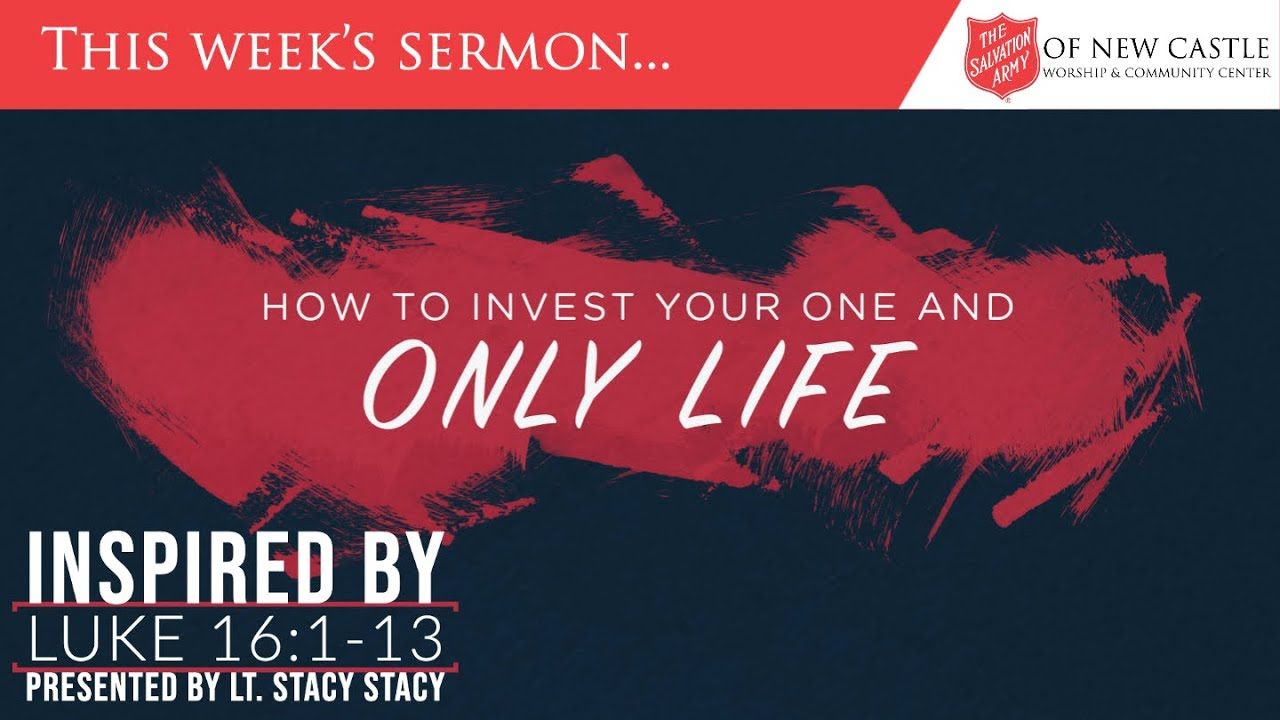 THIS WEEK'S SERMON...
THE SALVATION ARMY
OF NEW CASTLE
WORSHIP & COMMUNITY CENTER
HOW TO INVEST YOUR ONE AND
ONLY LIFE
INSPIRED BY
LUKE 16:1-13
PRESENTED BY LT. STACY STACY